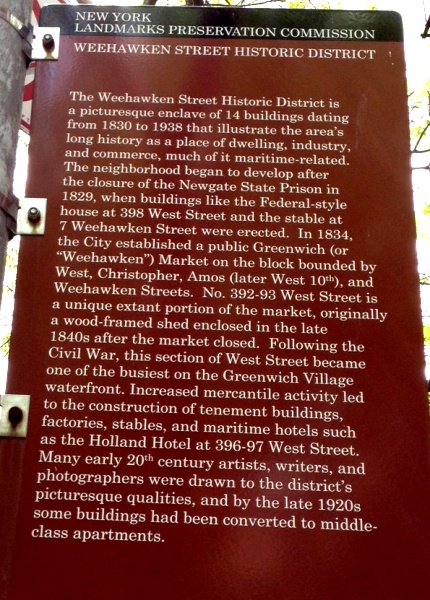 NEW YORK
LANDMARKS PRESERVATION COMMISSION
WEEHAWKEN STREET HISTORIC DISTRICT
The Weehawken Street Historic District is
a picturesque enclave of 14 buildings dating
from 1830 to 1938 that illustrate the area's
long history as a place of dwelling, industry,
and commerce, much of it maritime-related.
The neighborhood began to develop after
the closure of the Newgate State Prison in
1829, when buildings like the Federal-style
house at 398 West Street and the stable at
7 Weehawken Street were erected. In 1834,
the City established a public Greenwich (or
"Weehawken") Market on the block bounded by
West, Christopher, Amos (later West 10th), and
Weehawken Streets. No. 392-93 West Street is
a unique extant portion of the market, originally
a wood-framed shed enclosed in the late
1840s after the market closed. Following the
Civil War, this section of West Street became
one of the busiest on the Greenwich Village
waterfront. Increased mercantile activity led
to the construction of tenement buildings,
factories, stables, and maritime hotels such
as the Holland Hotel at 396-97 West Street.
Many early 20th century artists, writers, and
photographers were drawn to the district's
picturesque qualities, and by the late 1920s
some buildings had been converted to middle-
class apartments.